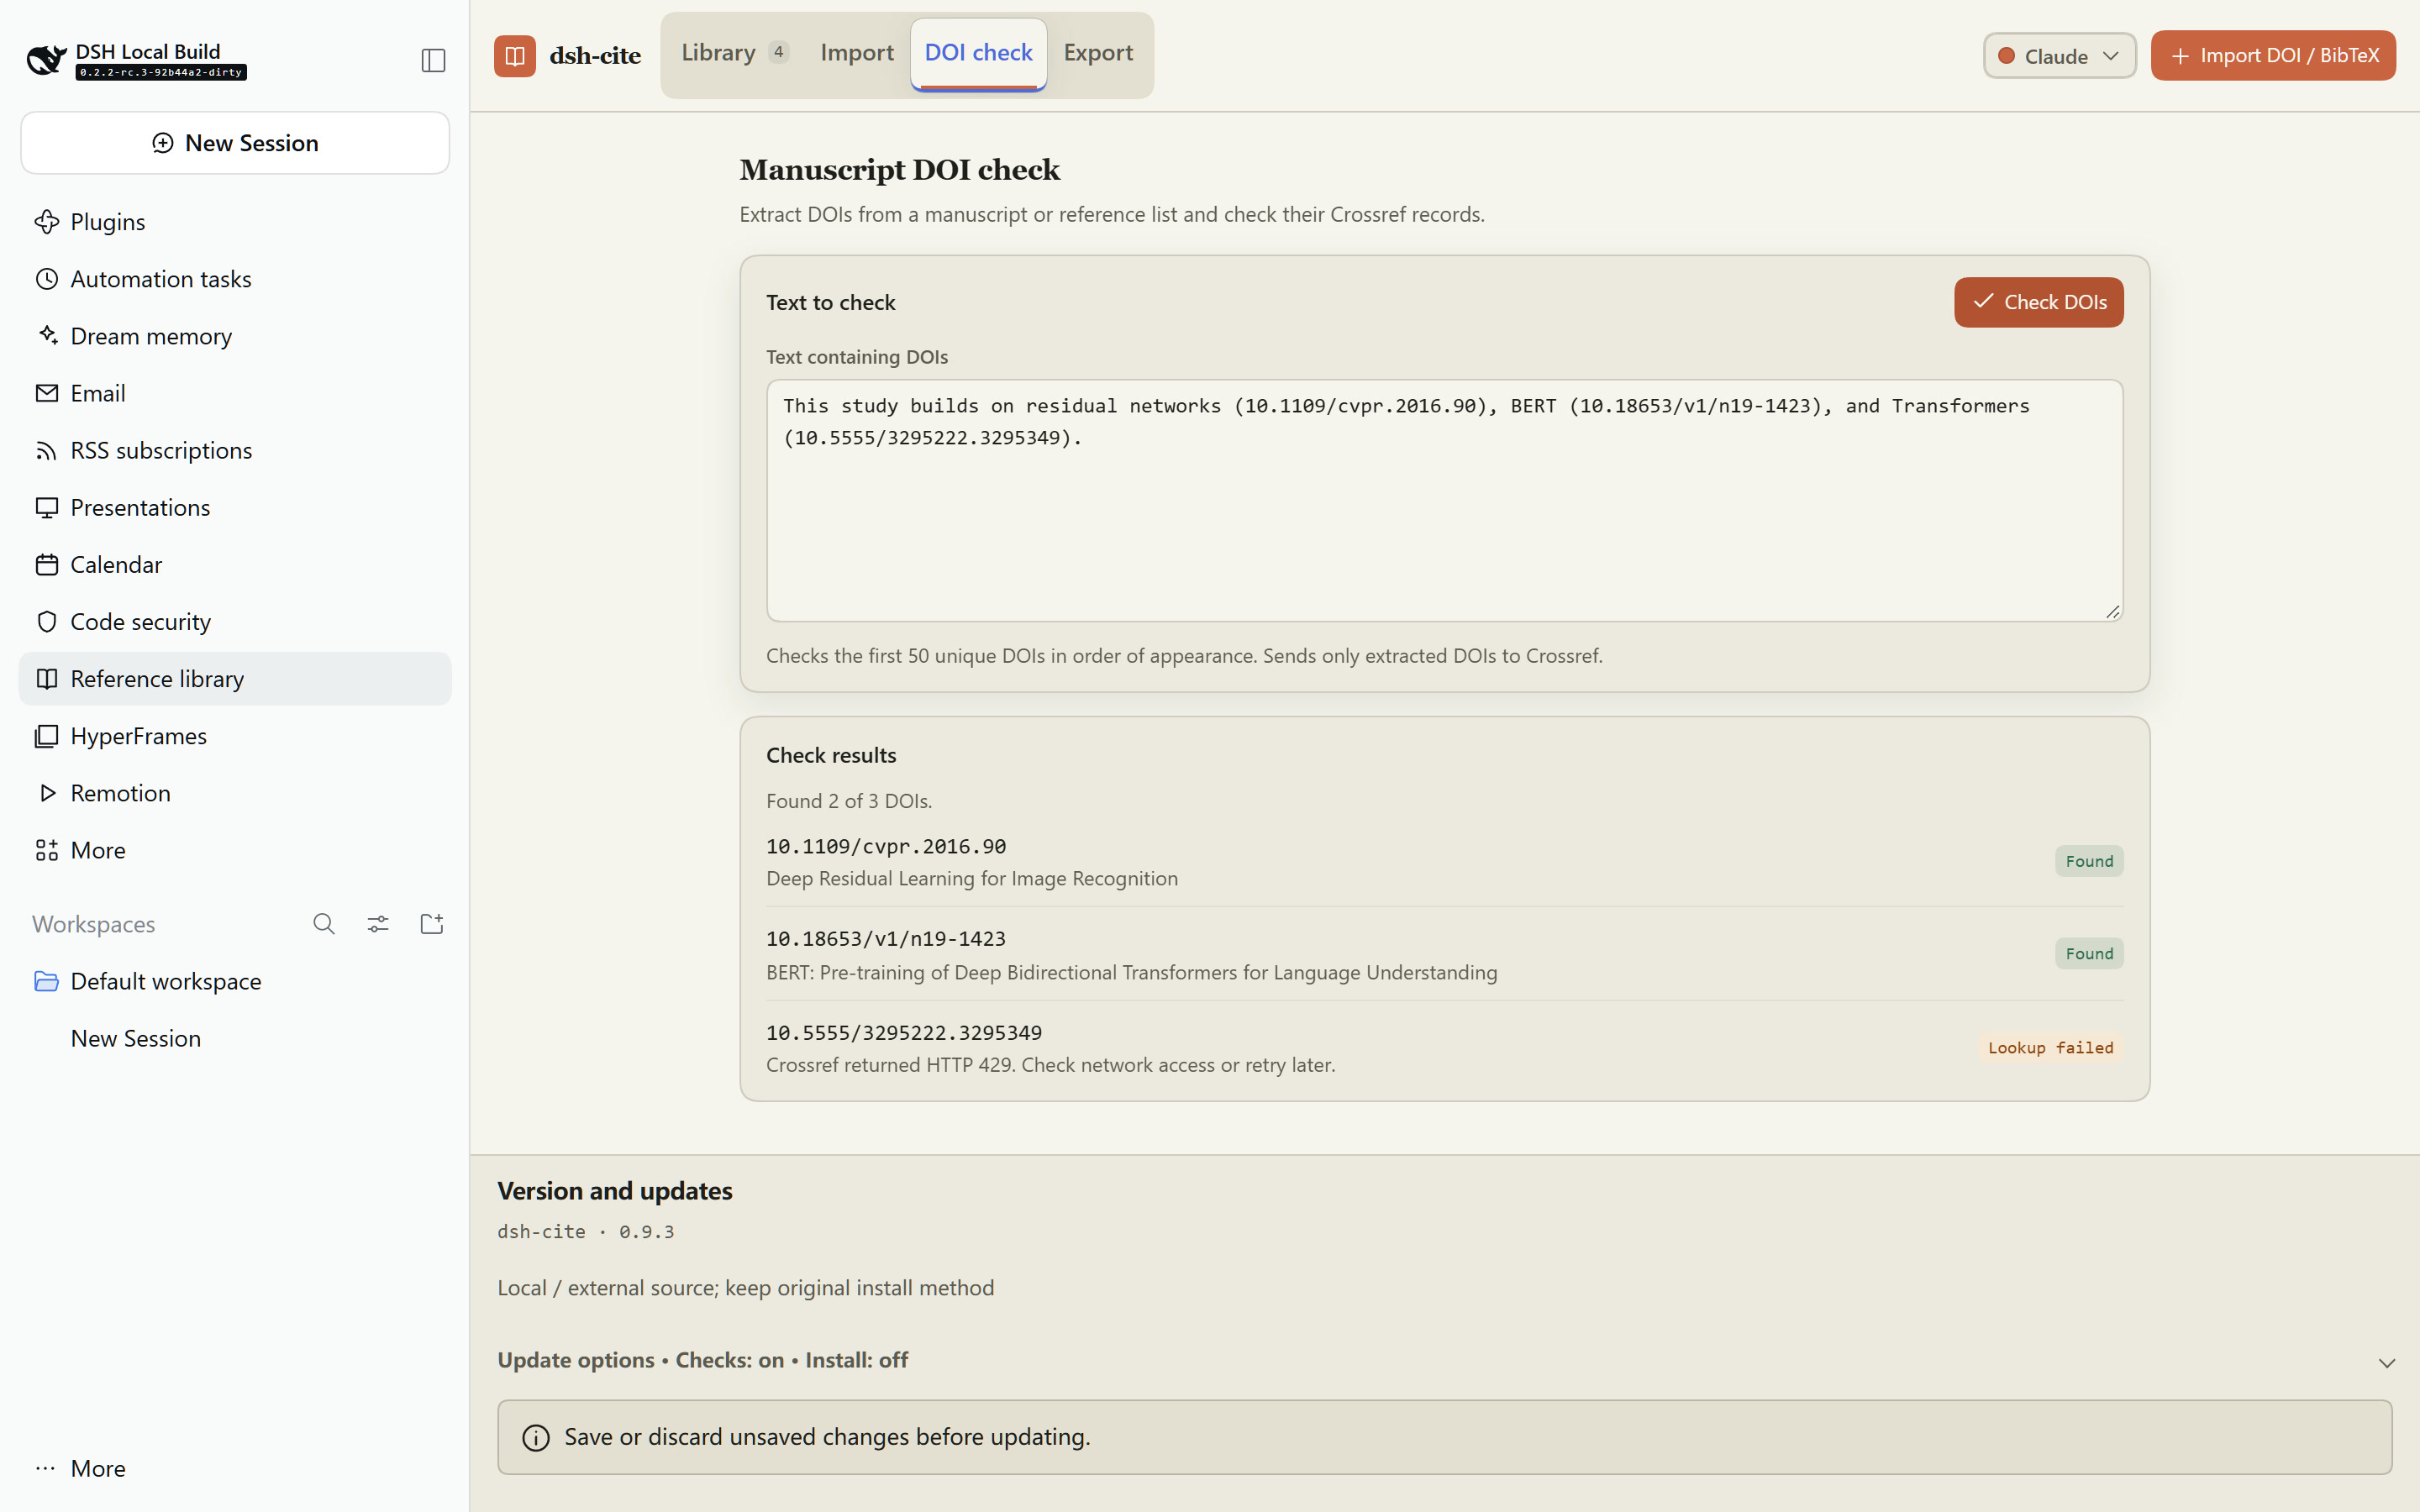 DSH Local Build
0.2.2-rc.3-92b44a2-dirty
New Session
Plugins
Automation tasks
Dream memory
Email
RSS subscriptions
Presentations
Calendar
Code security
Reference library
HyperFrames
Remotion
More
Workspaces
Default workspace
New Session
More
dsh-cite
Library 4
Import
DOI check
Export
Claude
Import DOI / BibTeX
Manuscript DOI check
Extract DOIs from a manuscript or reference list and check their Crossref records.
Text to check
Check DOIs
Text containing DOIs
This study builds on residual networks (10.1109/cvpr.2016.90), BERT (10.18653/v1/n19-1423), and Transformers
(10.5555/3295222.3295349).
Checks the first 50 unique DOIs in order of appearance. Sends only extracted DOIs to Crossref.
Check results
Found 2 of 3 DOIs.
10.1109/cvpr.2016.90
Deep Residual Learning for Image Recognition
Found
10.18653/v1/n19-1423
BERT: Pre-training of Deep Bidirectional Transformers for Language Understanding
Found
10.5555/3295222.3295349
Crossref returned HTTP 429. Check network access or retry later.
Lookup failed
Version and updates
dsh-cite · 0.9.3
Local / external source; keep original install method
Update options • Checks: on • Install: off
Save or discard unsaved changes before updating.